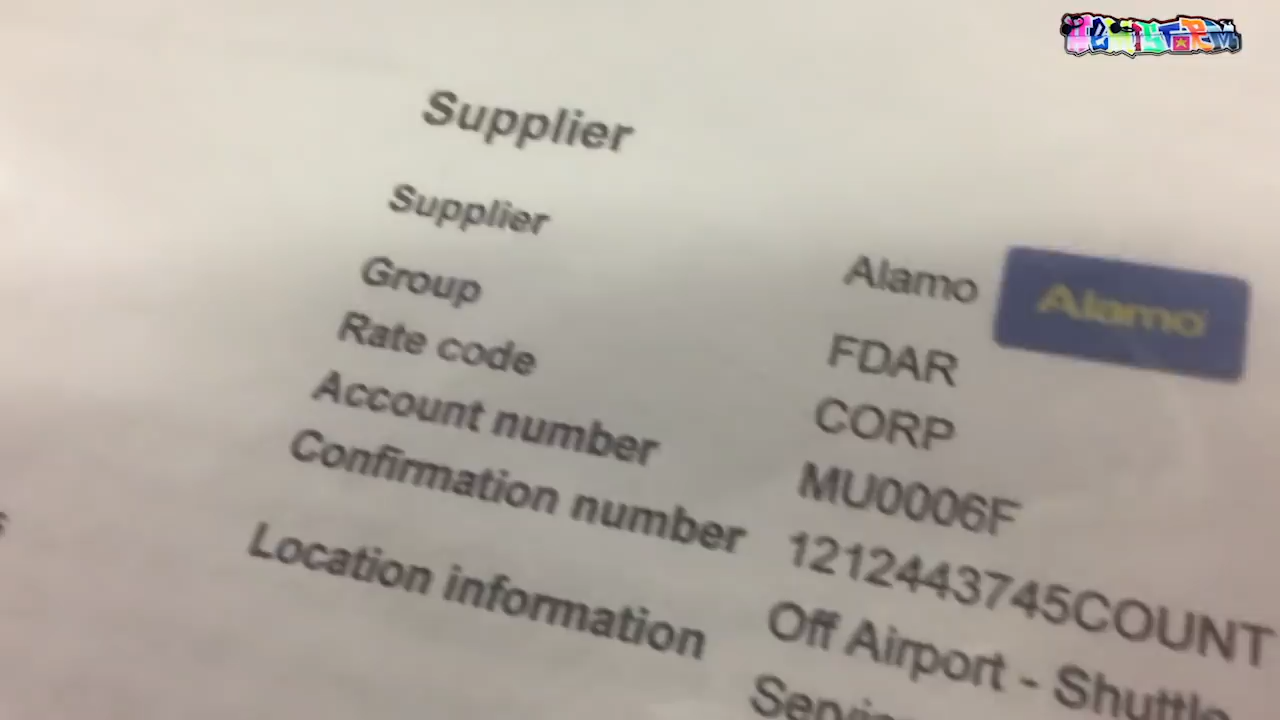 Supplier
Supplier Alamo Alamo
Group FDAR
Rate code CORP
Account number MU0006F
Confirmation number 1212443745COUNT
Location information Off Airport - Shuttle